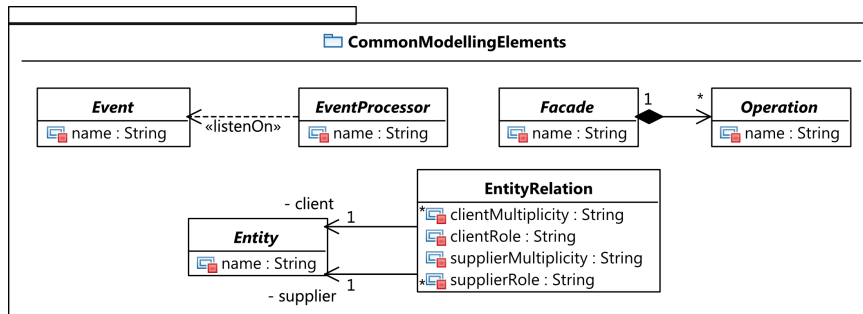 CommonModellingElements
Event
name : String
«listenOn»
EventProcessor
name : String
Facade
name : String
1
*
Operation
name : String
- client
1
Entity
name : String
- supplier
1
EntityRelation
*
clientMultiplicity : String
clientRole : String
supplierMultiplicity : String
*
supplierRole : String